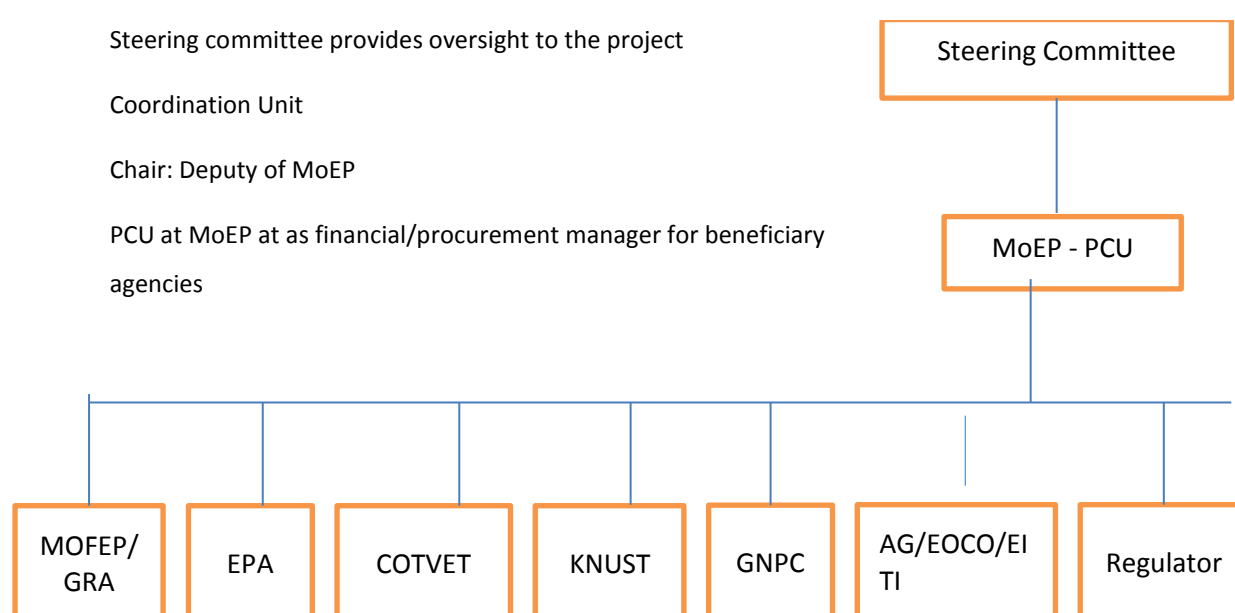 Steering committee provides oversight to the project
Steering Committee
Coordination Unit
Chair: Deputy of MoEP
PCU at MoEP at as financial/procurement manager for beneficiary
agencies
MoEP - PCU
MOFEP/
GRA
EPA
COTVET
KNUST
GNPC
AG/EOCO/EI
TI
Regulator